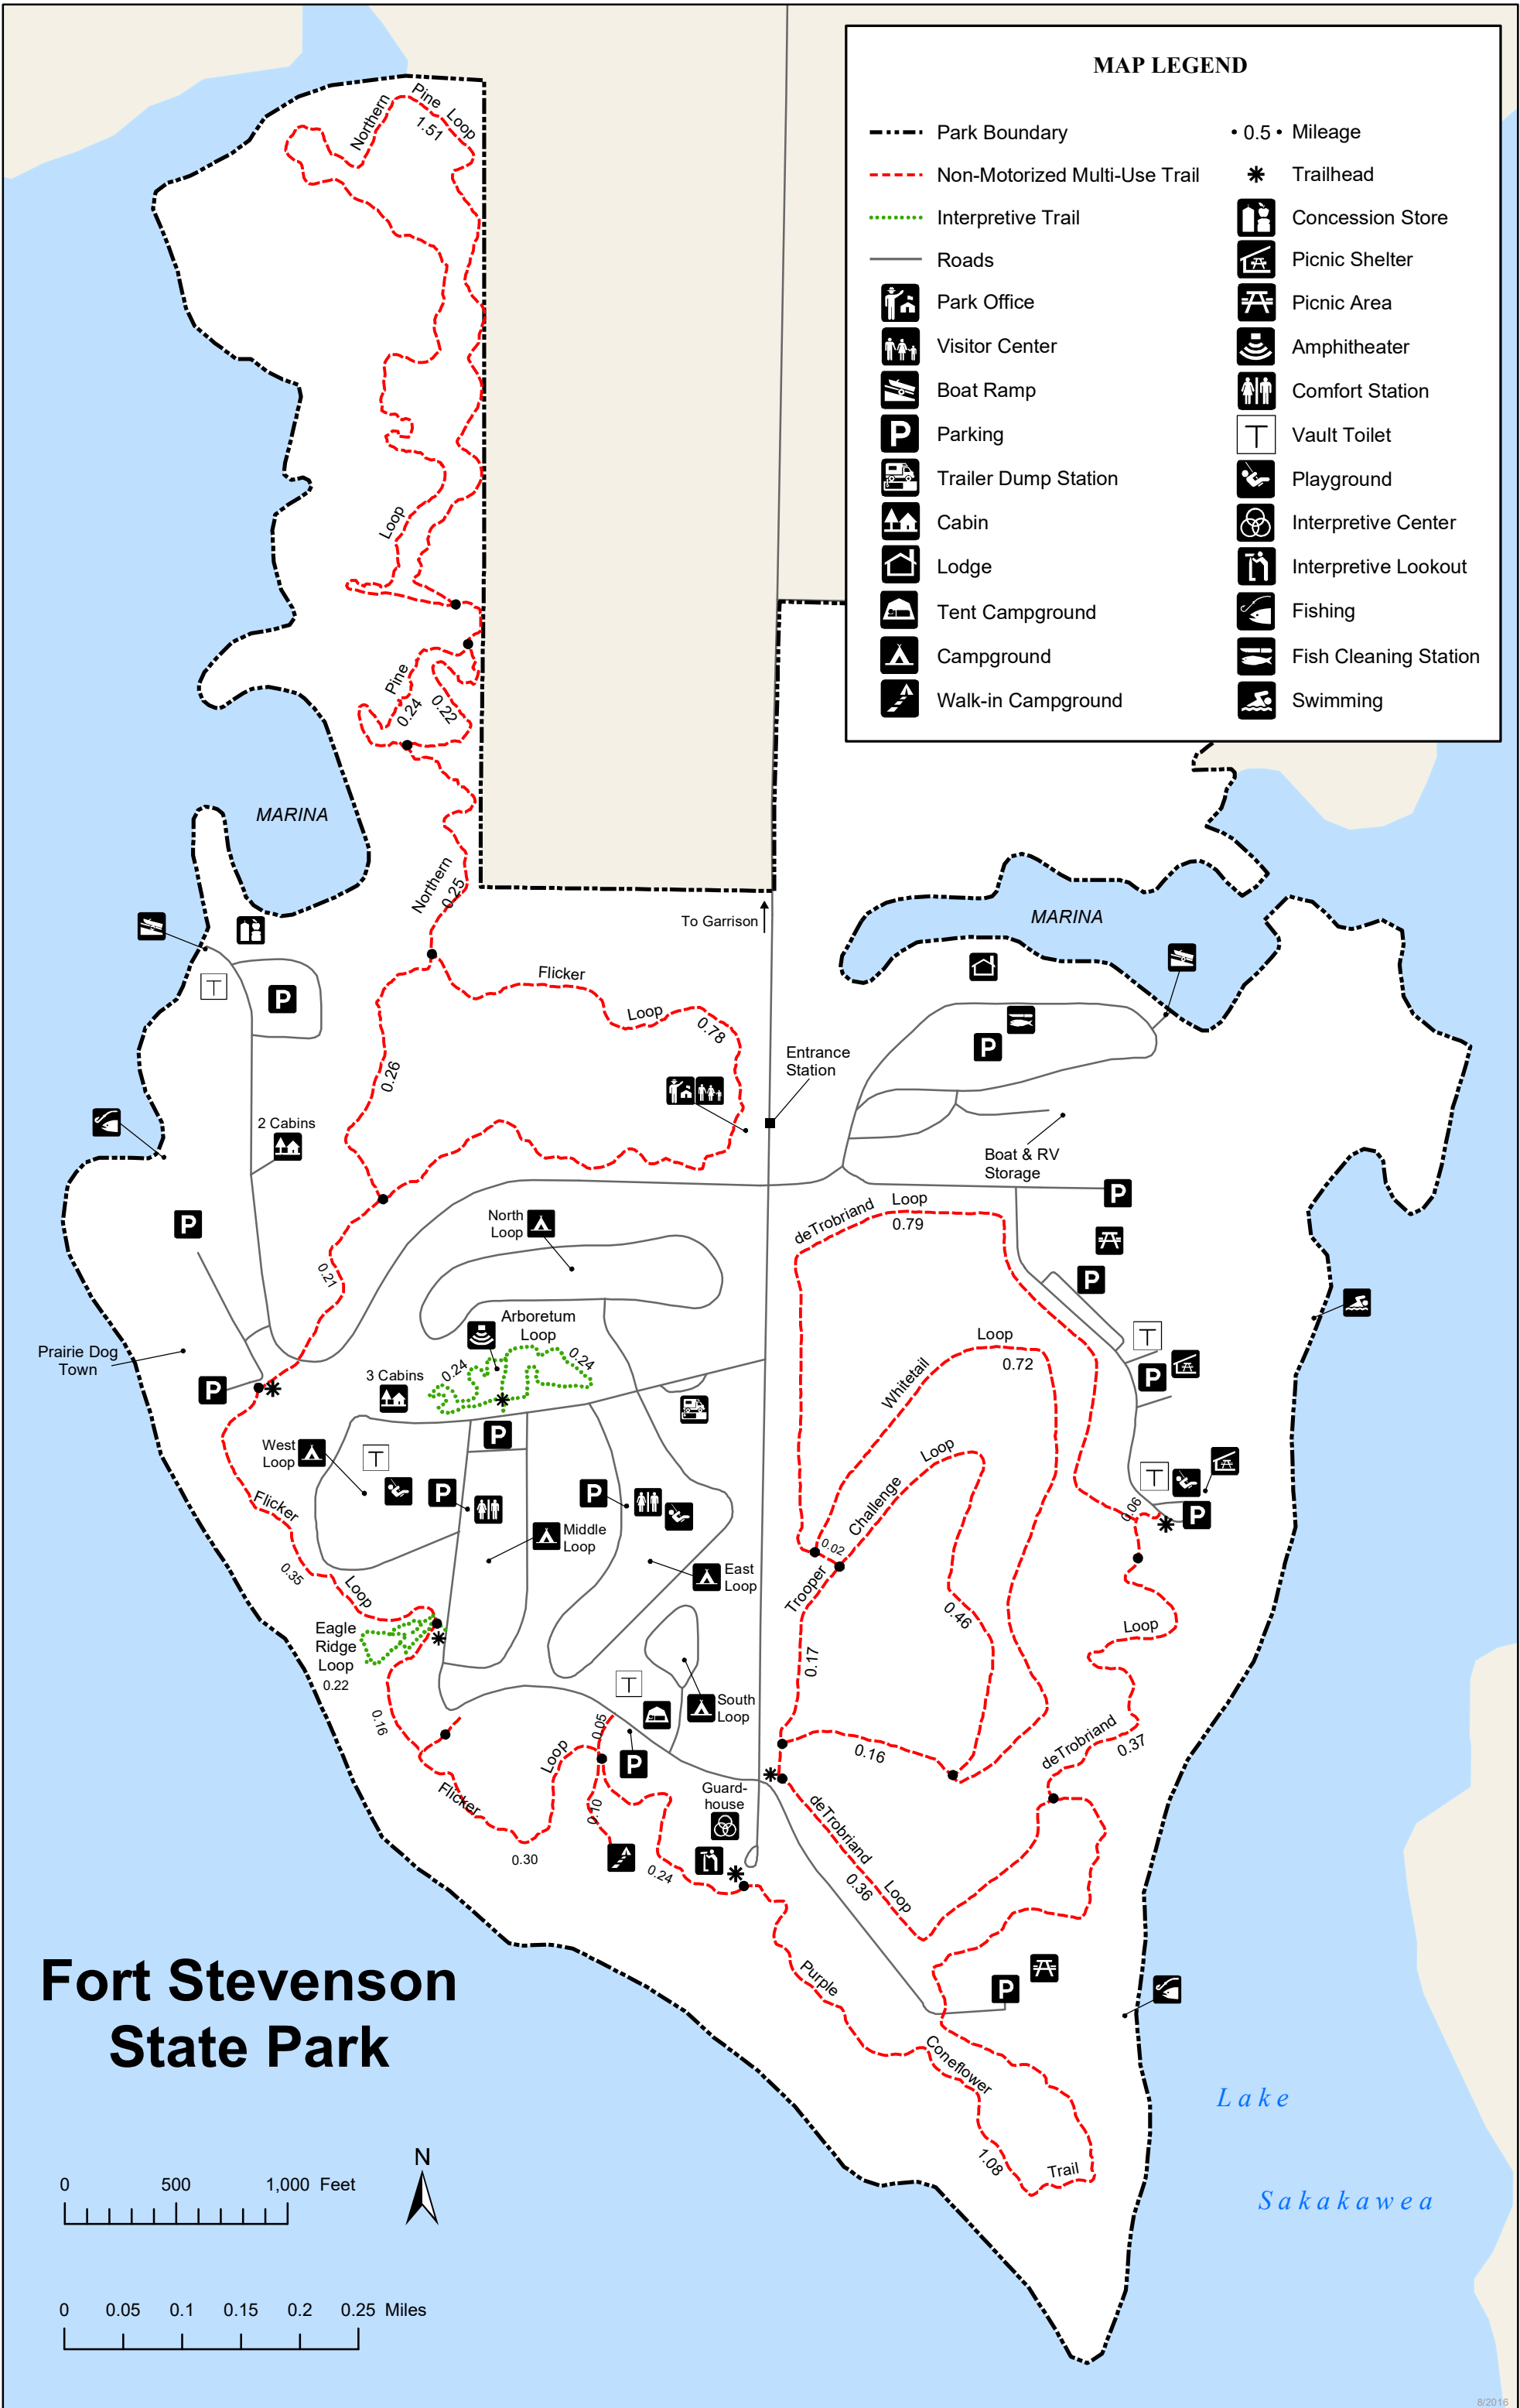 MAP LEGEND
Park Boundary
Non-Motorized Multi-Use Trail
Interpretive Trail
Roads
Park Office
Visitor Center
Boat Ramp
P Parking
Trailer Dump Station
Cabin
Lodge
Tent Campground
Campground
Walk-in Campground
• 0.5 • Mileage
Trailhead
Concession Store
Picnic Shelter
Picnic Area
Amphitheater
Comfort Station
T Vault Toilet
Playground
Interpretive Center
Interpretive Lookout
Fishing
Fish Cleaning Station
Swimming
Northern
Pine Loop
1.51
Loop
Pine
0.24
0.22
MARINA
Northern
0.25
To Garrison
MARINA
T
P
Flicker
Loop
0.78
0.26
Entrance
Station
P
2 Cabins
Boat & RV
Storage
P
P
North
Loop
deTrobriand
Loop
0.79
P
0.21
Arboretum
Loop
0.24
0.24
Prairie Dog
Town
P
3 Cabins
Loop
0.72
Whitetail
T
P
P
West
Loop
T
P
P
Middle
Loop
East
Loop
Flicker
0.35
Loop
Challenge
Loop
0.02
Trooper
0.46
0.17
T
P
0.06
Loop
Eagle
Ridge
Loop
0.22
0.16
T
South
Loop
0.05
P
Loop
Flicker
0.30
0.10
0.24
Guard-
house
0.16
deTrobriand
0.37
deTrobriand
Loop
0.36
P
Purple
Coneflower
Trail
1.08
Fort Stevenson
State Park
Lake
Sakakawea
N
0 500 1,000 Feet
0 0.05 0.1 0.15 0.2 0.25 Miles
8/2016